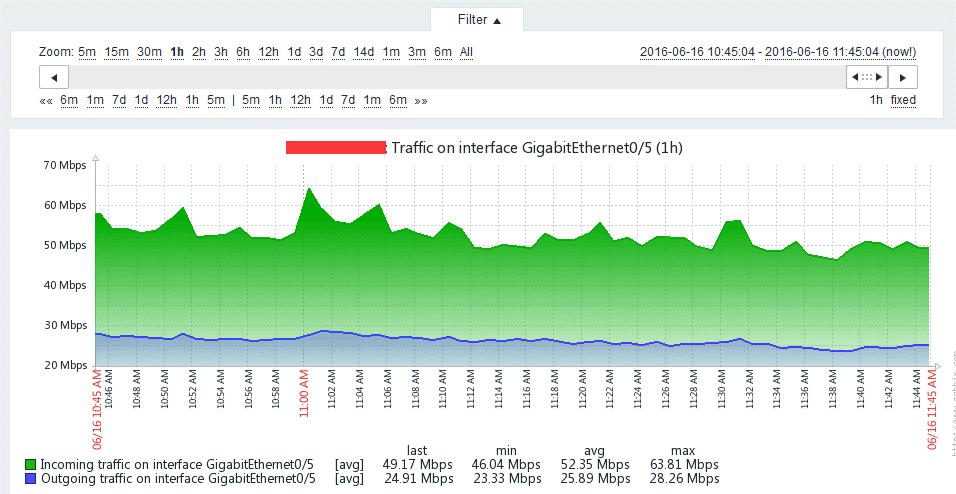 Filter ▲
Zoom: 5m 15m 30m 1h 2h 3h 6h 12h 1d 3d 7d 14d 1m 3m 6m All 2016-06-16 10:45:04 - 2016-06-16 11:45:04 (now!)
«« 6m 1m 7d 1d 12h 1h 5m | 5m 1h 12h 1d 7d 1m 6m »» 1h fixed
: Traffic on interface GigabitEthernet0/5 (1h)
70 Mbps
60 Mbps
50 Mbps
40 Mbps
30 Mbps
20 Mbps
06/16 10:45 AM
10:46 AM
10:48 AM
10:50 AM
10:52 AM
10:54 AM
10:56 AM
10:58 AM
11:00 AM
11:02 AM
11:04 AM
11:06 AM
11:08 AM
11:10 AM
11:12 AM
11:14 AM
11:16 AM
11:18 AM
11:20 AM
11:22 AM
11:24 AM
11:26 AM
11:28 AM
11:30 AM
11:32 AM
11:34 AM
11:36 AM
11:38 AM
11:40 AM
11:42 AM
11:44 AM
06/16 11:45 AM
last min avg max
Incoming traffic on interface GigabitEthernet0/5 [avg] 49.17 Mbps 46.04 Mbps 52.35 Mbps 63.81 Mbps
Outgoing traffic on interface GigabitEthernet0/5 [avg] 24.91 Mbps 23.33 Mbps 25.89 Mbps 28.26 Mbps